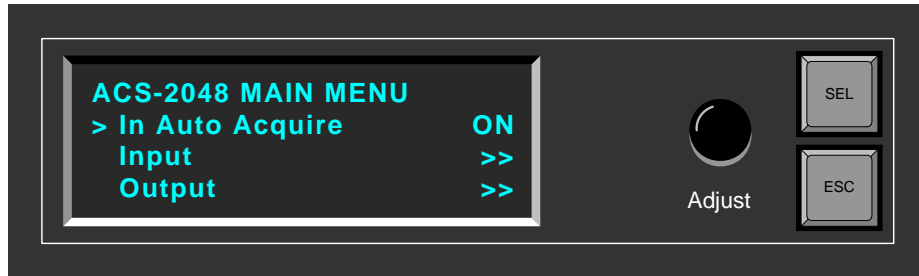 ACS-2048 MAIN MENU
> In Auto Acquire ON
Input >>
Output >>
Adjust
SEL
ESC